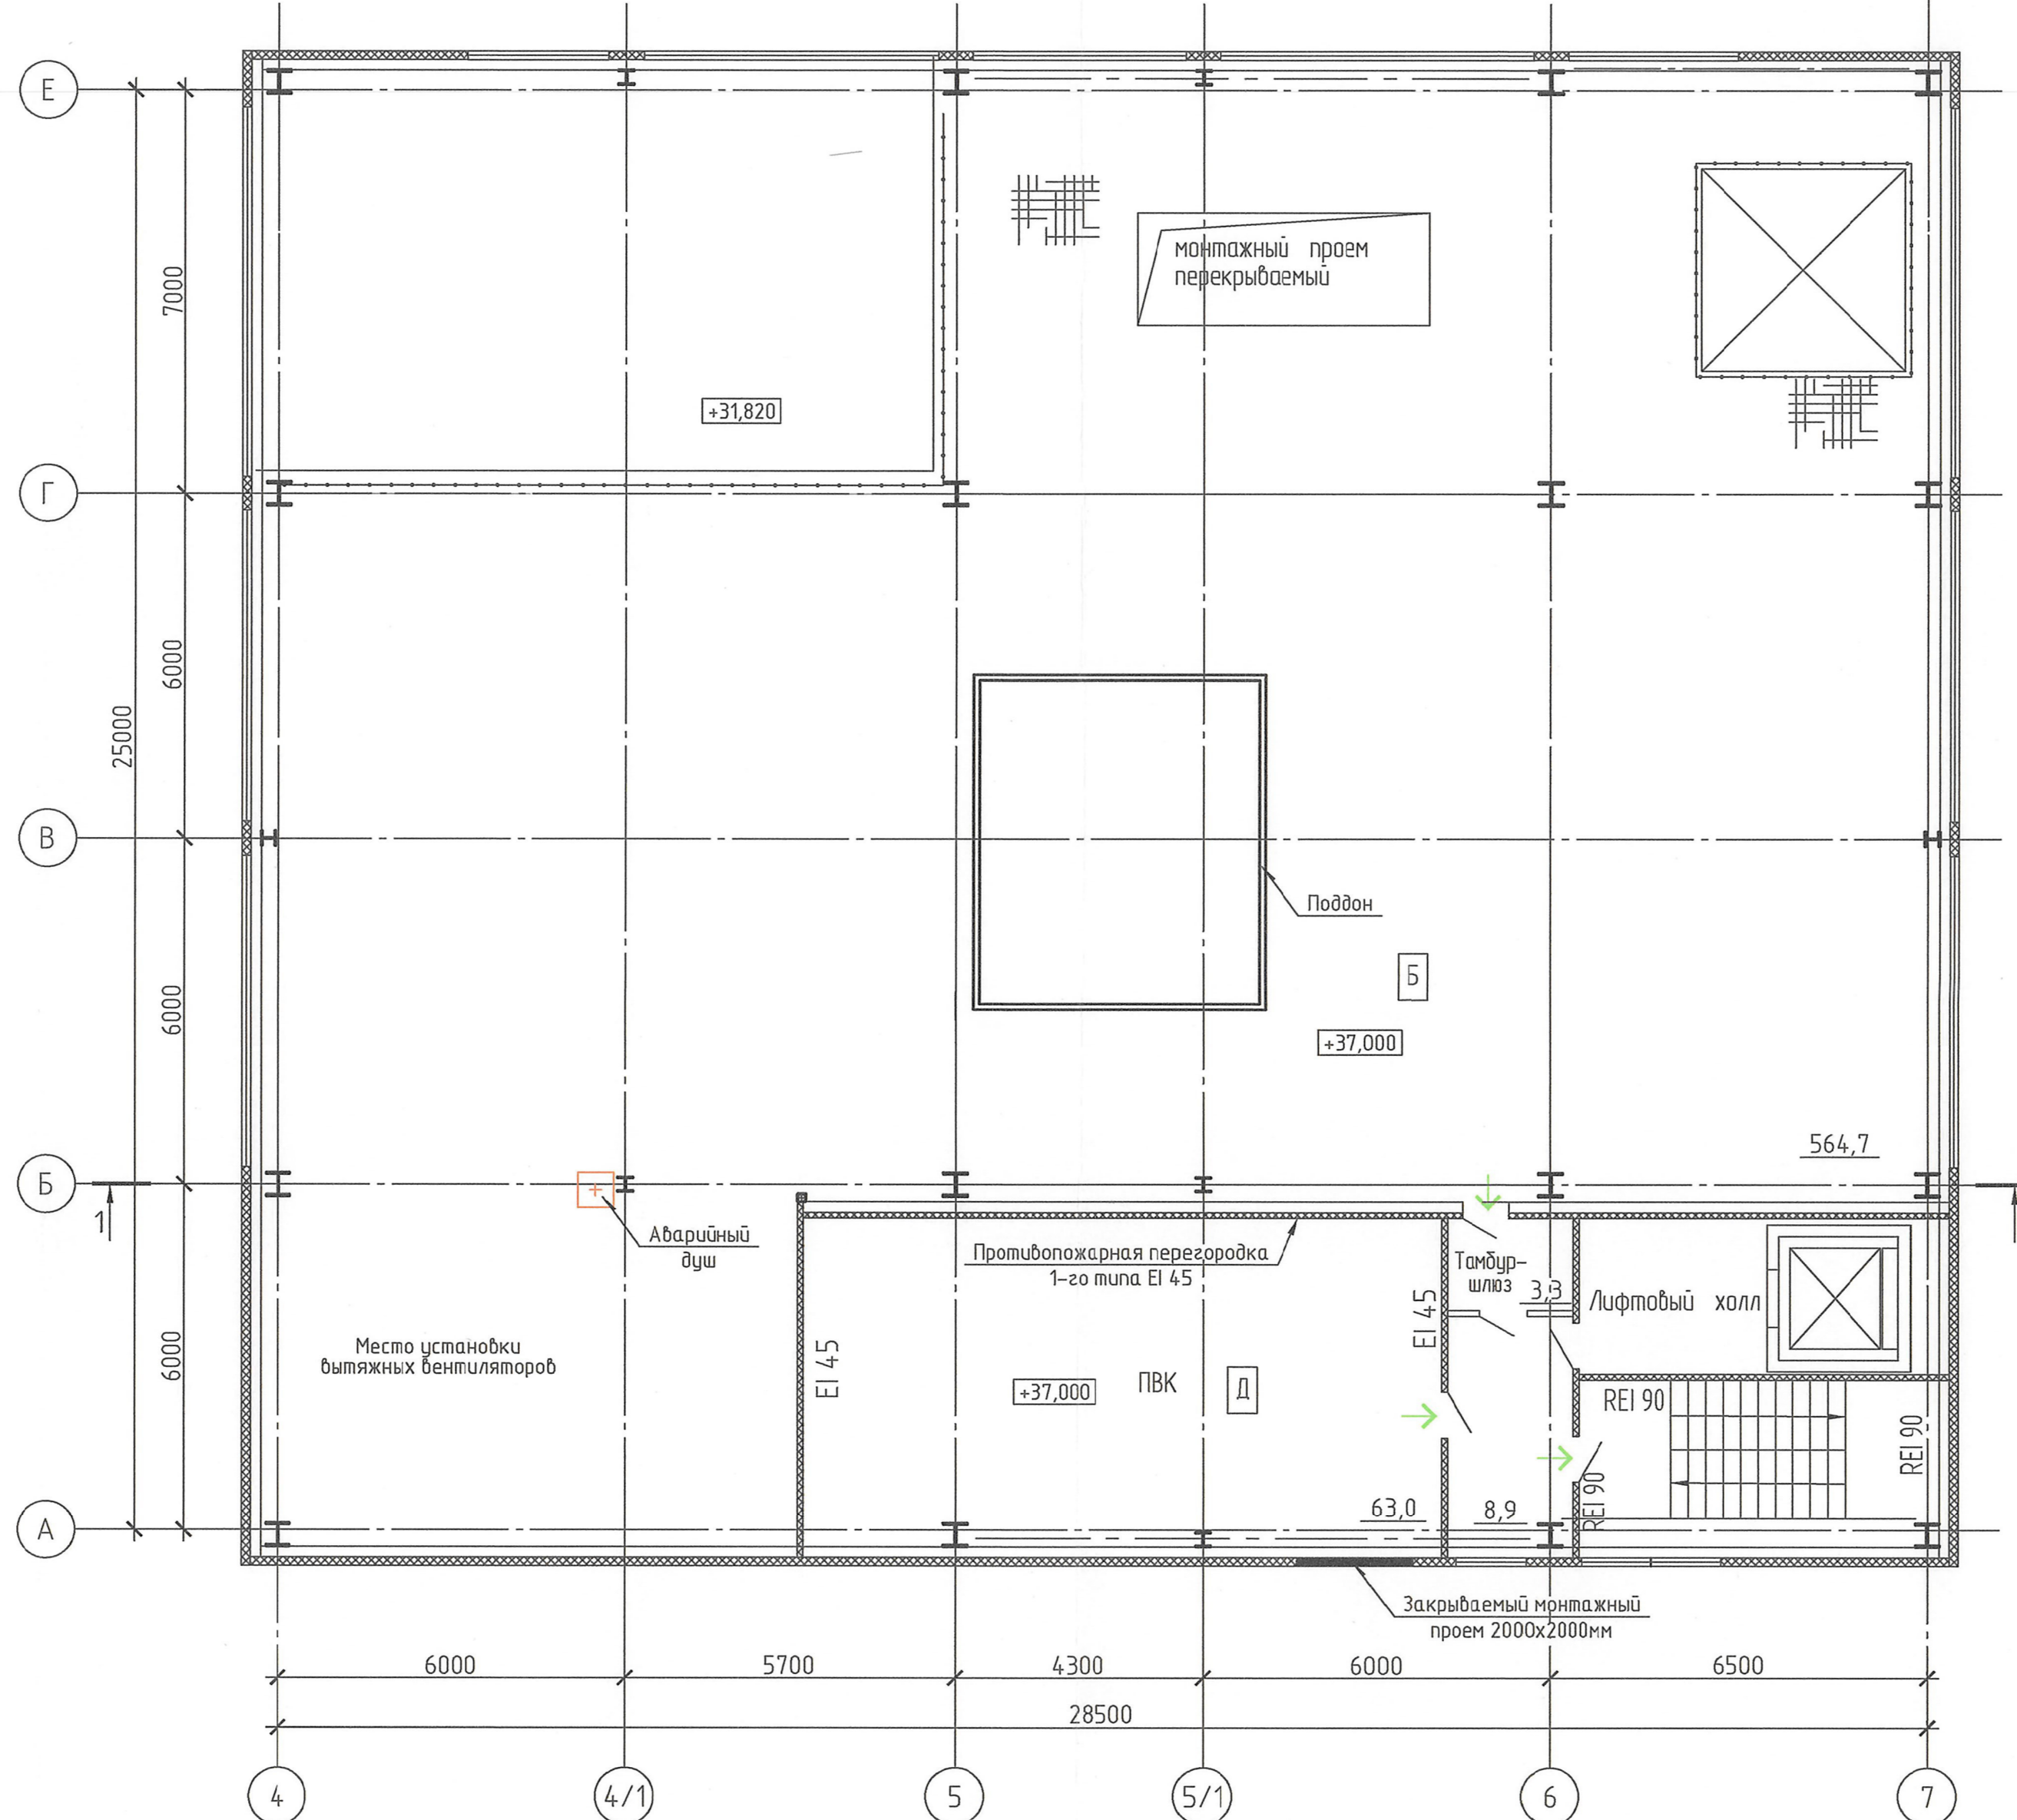 Е
7000
монтажный проем
перекрываемый
+31,820
Г
6000
25000
В
Поддон
Б
6000
+37,000
564,7
Б
1
Аварийный
душ
Противопожарная перегородка
1-го типа EI 45
Тамбур-
шлюз
3,3
Лифтовый холл
EI 45
EI 45
Место установки
вытяжных вентиляторов
6000
+37,000
ПВК
Д
REI 90
REI 90
REI 90
63,0
8,9
А
Закрываемый монтажный
проем 2000х2000мм
6000
5700
4300
6000
6500
28500
4
4/1
5
5/1
6
7